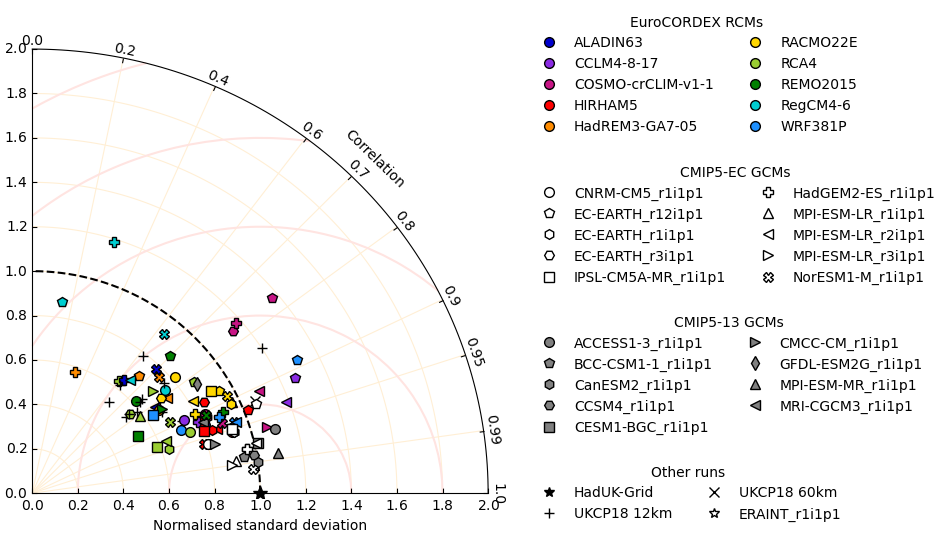 0.0
0.2
0.4
0.6
0.7
0.8
0.9
0.95
0.99
1.0
Correlation
2.0
1.8
1.6
1.4
1.2
1.0
0.8
0.6
0.4
0.2
0.0
0.0 0.2 0.4 0.6 0.8 1.0 1.2 1.4 1.6 1.8 2.0
Normalised standard deviation
EuroCORDEX RCMs
ALADIN63 RACMO22E
CCLM4-8-17 RCA4
COSMO-crCLIM-v1-1 REMO2015
HIRHAM5 RegCM4-6
HadREM3-GA7-05 WRF381P
CMIP5-EC GCMs
CNRM-CM5_r1i1p1 HadGEM2-ES_r1i1p1
EC-EARTH_r12i1p1 MPI-ESM-LR_r1i1p1
EC-EARTH_r1i1p1 MPI-ESM-LR_r2i1p1
EC-EARTH_r3i1p1 MPI-ESM-LR_r3i1p1
IPSL-CM5A-MR_r1i1p1 NorESM1-M_r1i1p1
CMIP5-13 GCMs
ACCESS1-3_r1i1p1 CMCC-CM_r1i1p1
BCC-CSM1-1_r1i1p1 GFDL-ESM2G_r1i1p1
CanESM2_r1i1p1 MPI-ESM-MR_r1i1p1
CCSM4_r1i1p1 MRI-CGCM3_r1i1p1
CESM1-BGC_r1i1p1
Other runs
HadUK-Grid UKCP18 60km
UKCP18 12km ERAINT_r1i1p1